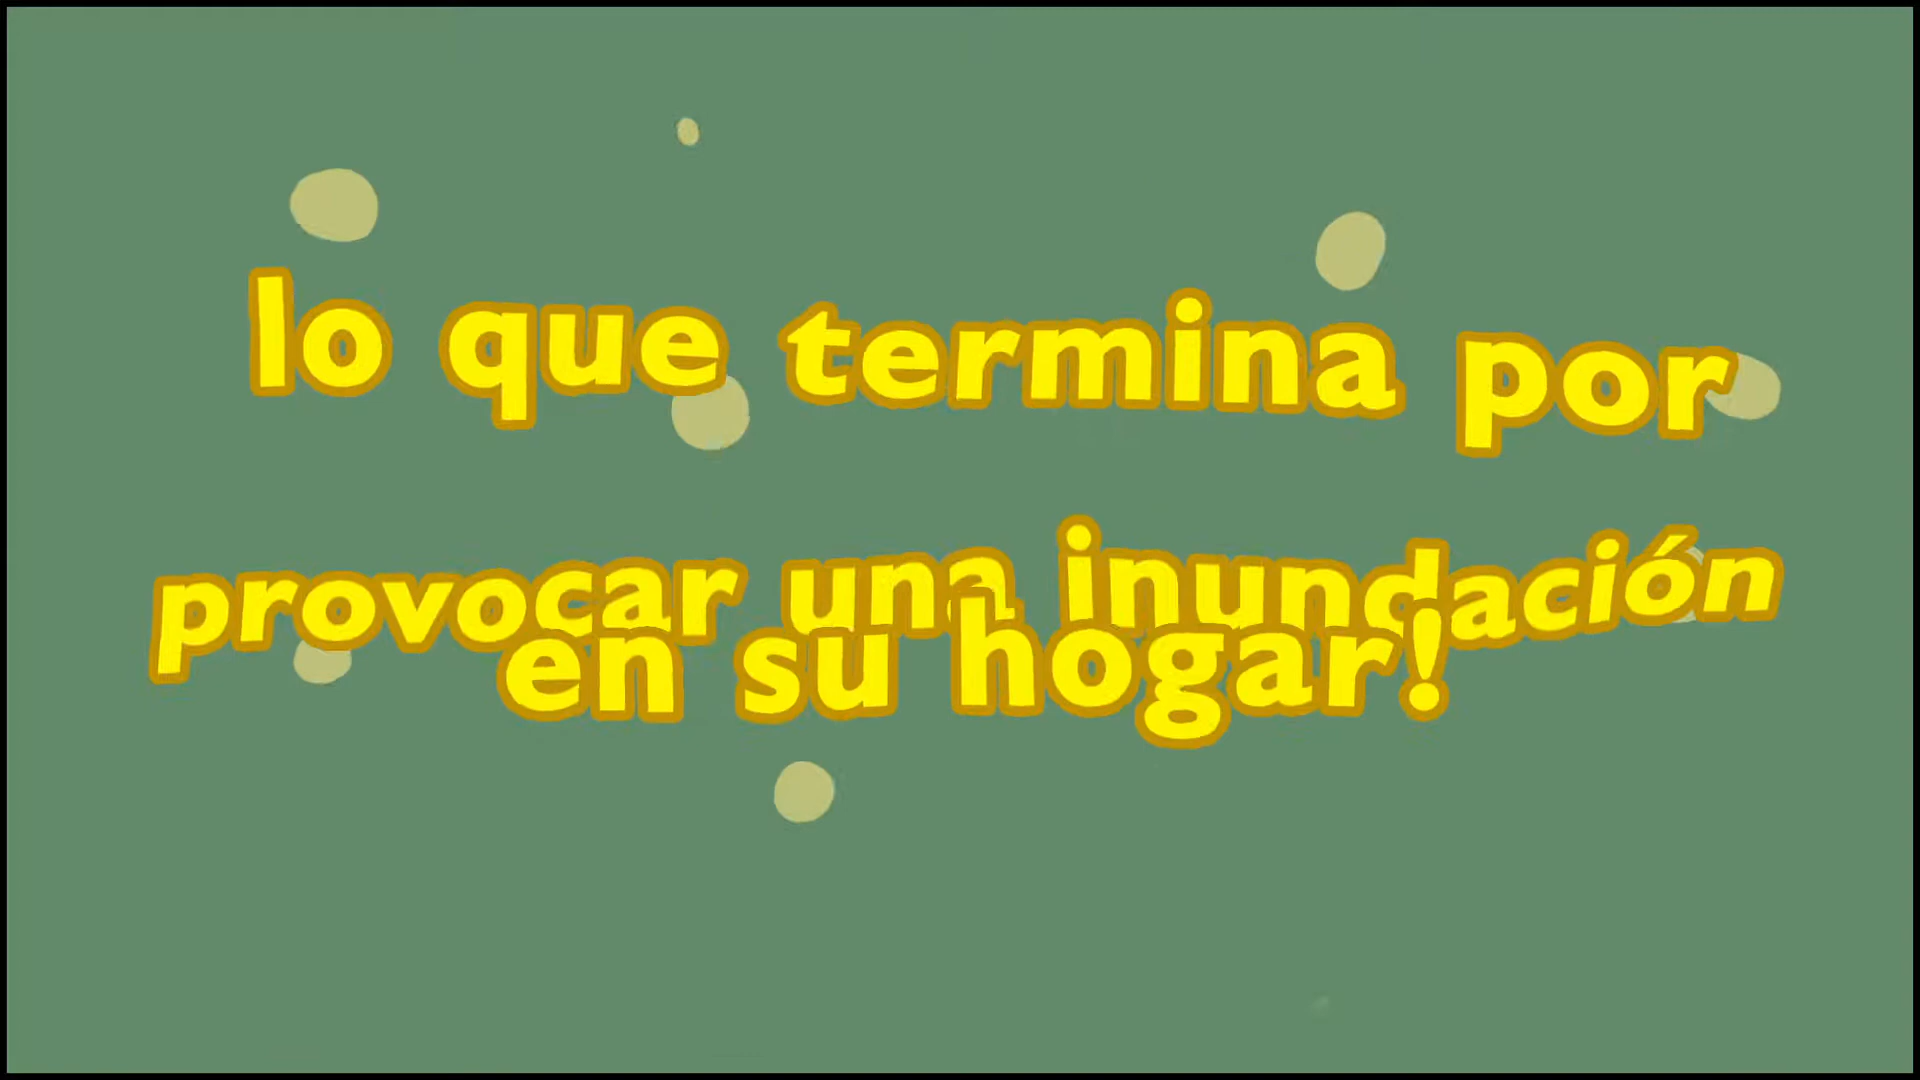 lo que termina por
provocar una inundación
en su hogar!